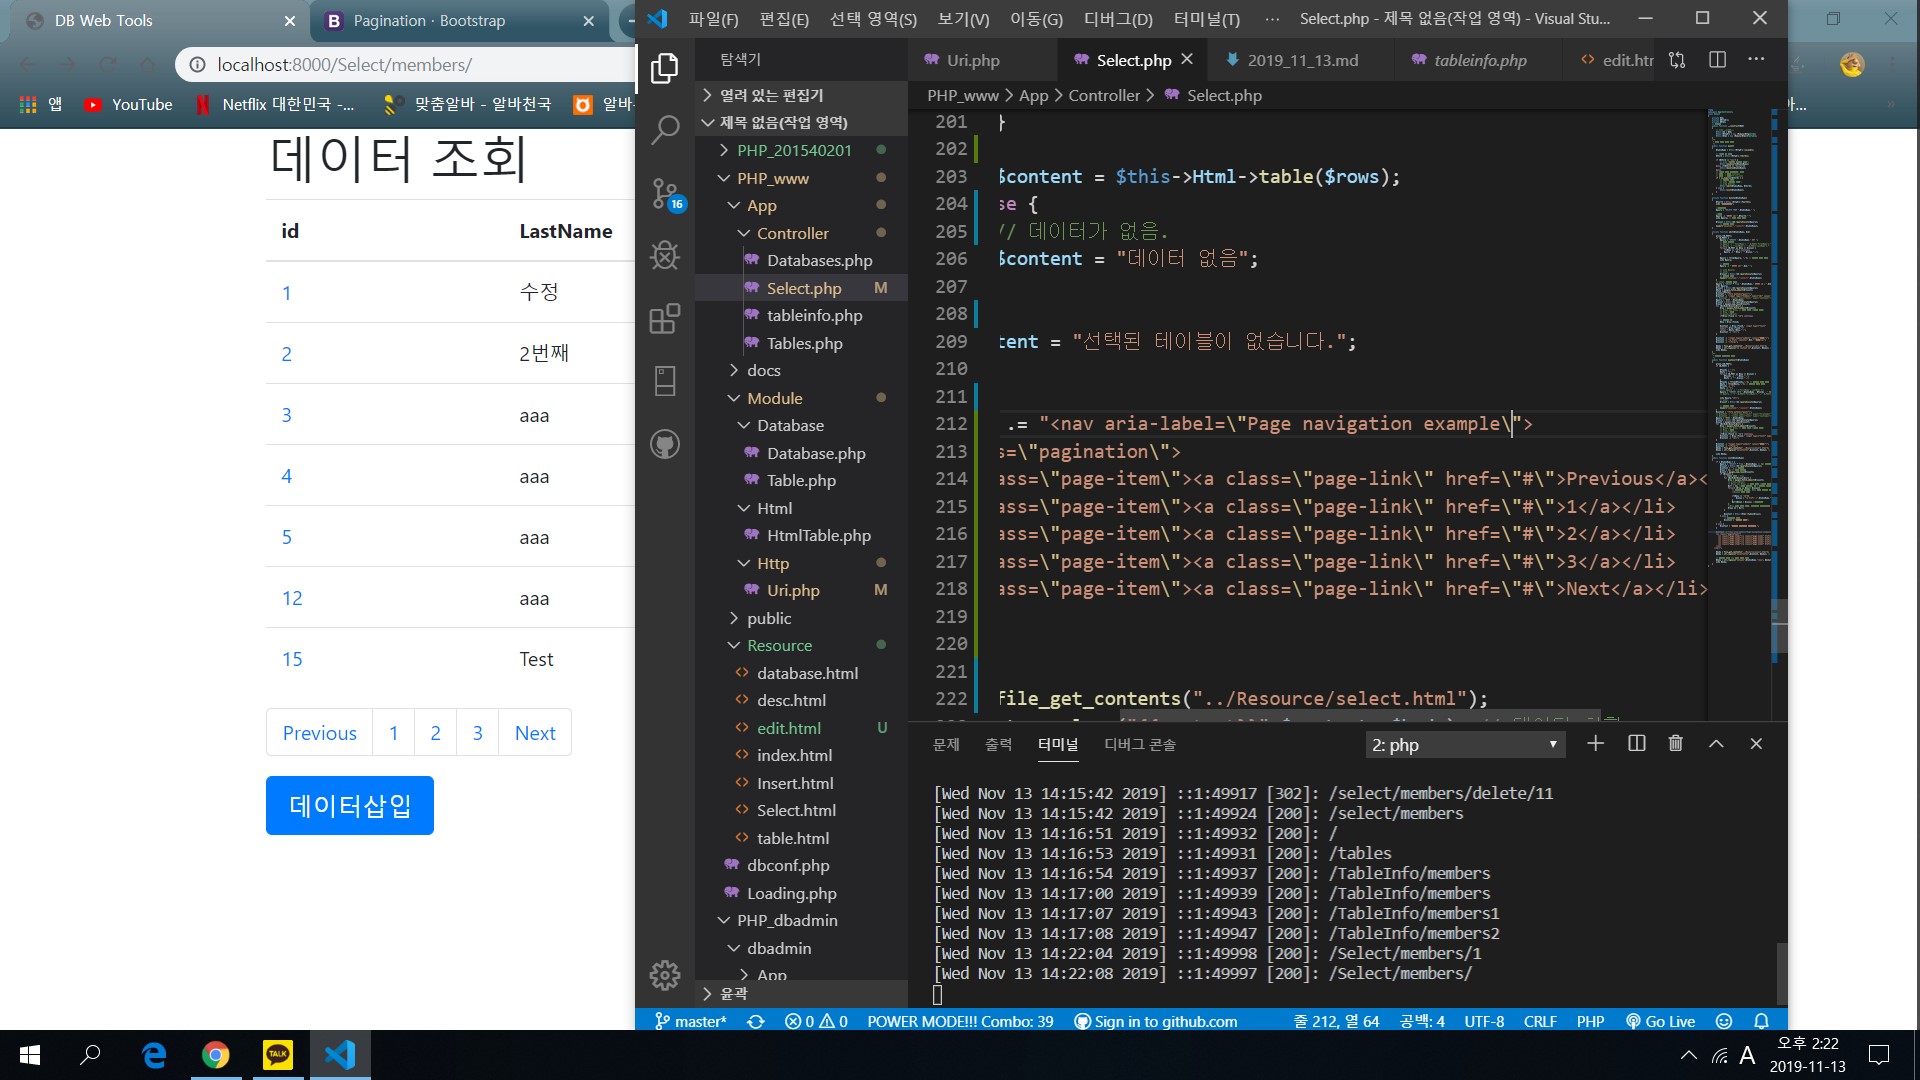 DB Web Tools
Pagination · Bootstrap
localhost:8000/Select/members/
앱
YouTube
Netflix 대한민국 -...
맞춤알바 - 알바천국
데이터 조회
id LastName
1 수정
2 2번째
3 aaa
4 aaa
5 aaa
12 aaa
15 Test
Previous 1 2 3 Next
데이터삽입
파일(F) 편집(E) 선택 영역(S) 보기(V) 이동(G) 디버그(D) 터미널(T) ··· Select.php - 제목 없음(작업 영역) - Visual Stu...
탐색기
열려 있는 편집기
제목 없음(작업 영역)
PHP_201540201
PHP_www
App
Controller
Databases.php
Select.php M
tableinfo.php
Tables.php
docs
Module
Database
Database.php
Table.php
Html
HtmlTable.php
Http
Uri.php M
public
Resource
database.html
desc.html
edit.html U
index.html
Insert.html
Select.html
table.html
dbconf.php
Loading.php
PHP_dbadmin
dbadmin
App
윤곽
16
Uri.php Select.php 2019_11_13.md tableinfo.php edit.htm
PHP_www > App > Controller > Select.php
201 }
202
203 $content = $this->Html->table($rows);
204 se {
205 // 데이터가 없음.
206 $content = "데이터 없음";
207
208
209 tent = "선택된 테이블이 없습니다.";
210
211
212 .= "<nav aria-label=\"Page navigation example\">
213 s=\"pagination\">
214 ass=\"page-item\"><a class=\"page-link\" href=\"#\">Previous</a><
215 ass=\"page-item\"><a class=\"page-link\" href=\"#\">1</a></li>
216 ass=\"page-item\"><a class=\"page-link\" href=\"#\">2</a></li>
217 ass=\"page-item\"><a class=\"page-link\" href=\"#\">3</a></li>
218 ass=\"page-item\"><a class=\"page-link\" href=\"#\">Next</a></li>
219
220
221
222 file_get_contents("../Resource/select.html");
문제 출력 터미널 디버그 콘솔 2: php
[Wed Nov 13 14:15:42 2019] ::1:49917 [302]: /select/members/delete/11
[Wed Nov 13 14:15:42 2019] ::1:49924 [200]: /select/members
[Wed Nov 13 14:16:51 2019] ::1:49932 [200]: /
[Wed Nov 13 14:16:53 2019] ::1:49931 [200]: /tables
[Wed Nov 13 14:16:54 2019] ::1:49937 [200]: /TableInfo/members
[Wed Nov 13 14:17:00 2019] ::1:49939 [200]: /TableInfo/members
[Wed Nov 13 14:17:07 2019] ::1:49943 [200]: /TableInfo/members1
[Wed Nov 13 14:17:08 2019] ::1:49947 [200]: /TableInfo/members2
[Wed Nov 13 14:22:04 2019] ::1:49998 [200]: /Select/members/1
[Wed Nov 13 14:22:08 2019] ::1:49997 [200]: /Select/members/
master* 0 0 POWER MODE!!! Combo: 39 Sign in to github.com 줄 212, 열 64 공백: 4 UTF-8 CRLF PHP Go Live
TALK
A
오후 2:22
2019-11-13